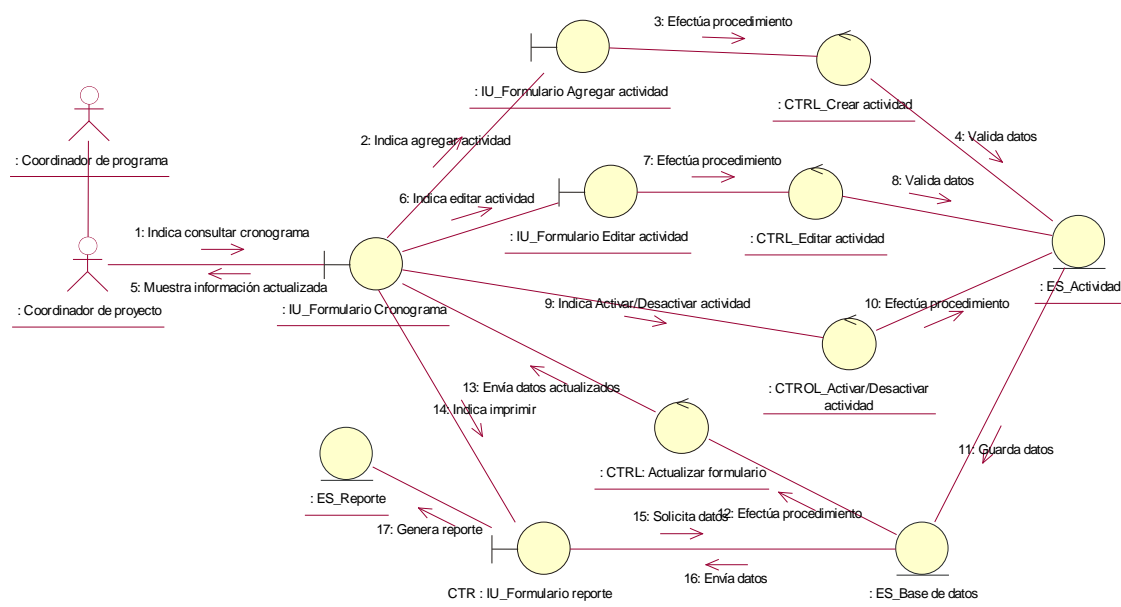 3: Efectúa procedimiento
: IU_Formulario Agregar actividad
: CTRL_Crear actividad
2: Indica agregar actividad
4: Valida datos
: Coordinador de programa
7: Efectúa procedimiento
8: Valida datos
6: Indica editar actividad
: IU_Formulario Editar actividad
: CTRL_Editar actividad
1: Indica consultar cronograma
5: Muestra información actualizada
: ES_Actividad
: Coordinador de proyecto
: IU_Formulario Cronograma
9: Indica Activar/Desactivar actividad
10: Efectúa procedimiento
: CTROL_Activar/Desactivar
actividad
13: Envía datos actualizados
14: Indica imprimir
11: Guarda datos
: CTRL: Actualizar formulario
: ES_Reporte
15: Solicita datos
12: Efectúa procedimiento
17: Genera reporte
16: Envía datos
CTR : IU_Formulario reporte
: ES_Base de datos